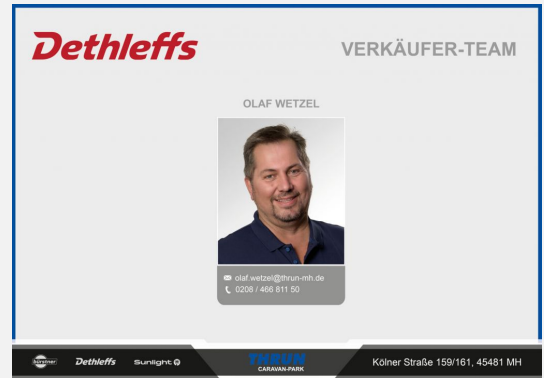 Dethleffs
VERKÄUFER-TEAM
OLAF WETZEL
olaf.wetzel@thrun-mh.de
0208 / 466 811 50
bürstner
Dethleffs
Sunlight
THRUN
CARAVAN-PARK
Kölner Straße 159/161, 45481 MH